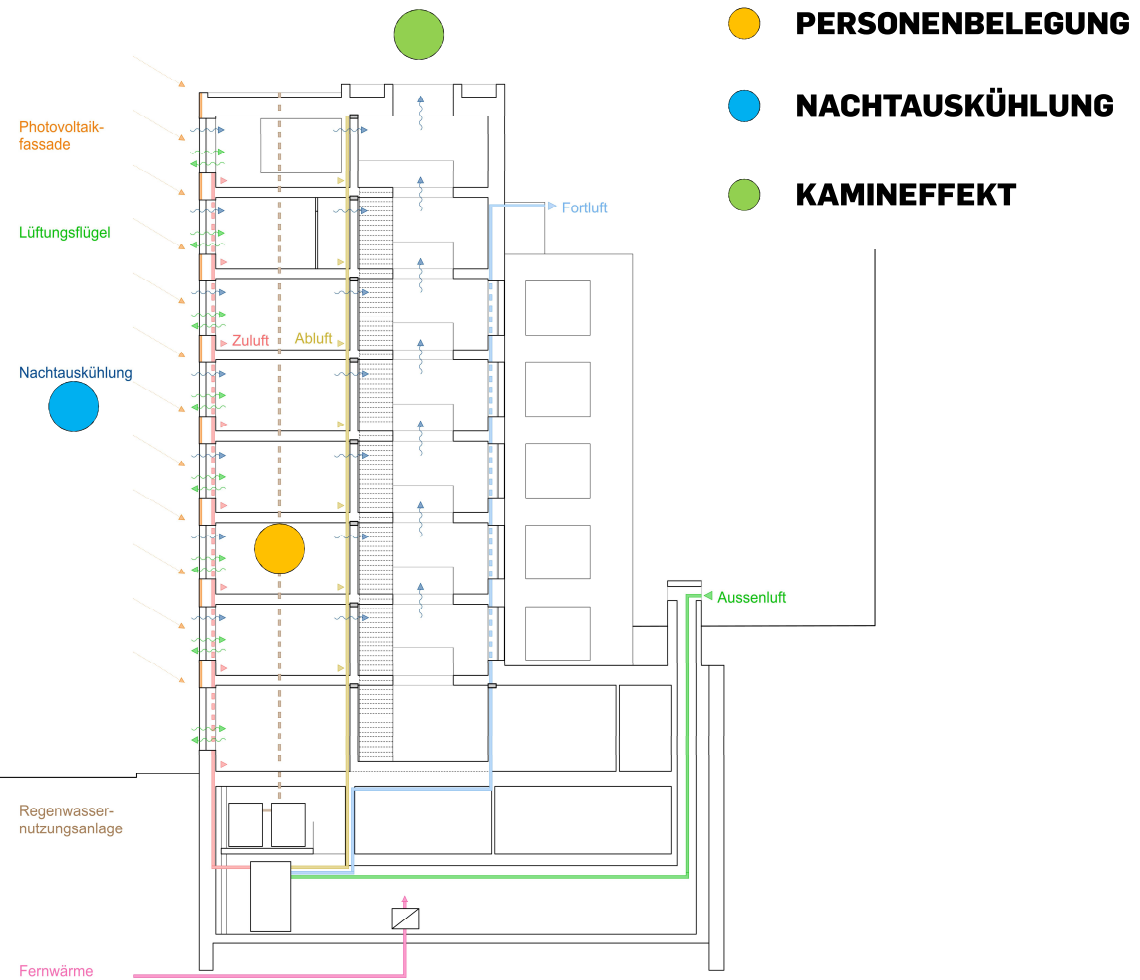 PERSONENBELEGUNG
NACHTAUSKÜHLUNG
KAMINEFFEKT
Photovoltaik-
fassade
Lüftungsflügel
Fortluft
Zuluft
Abluft
Nachtauskühlung
Aussenluft
Regenwasser-
nutzungsanlage
Fernwärme